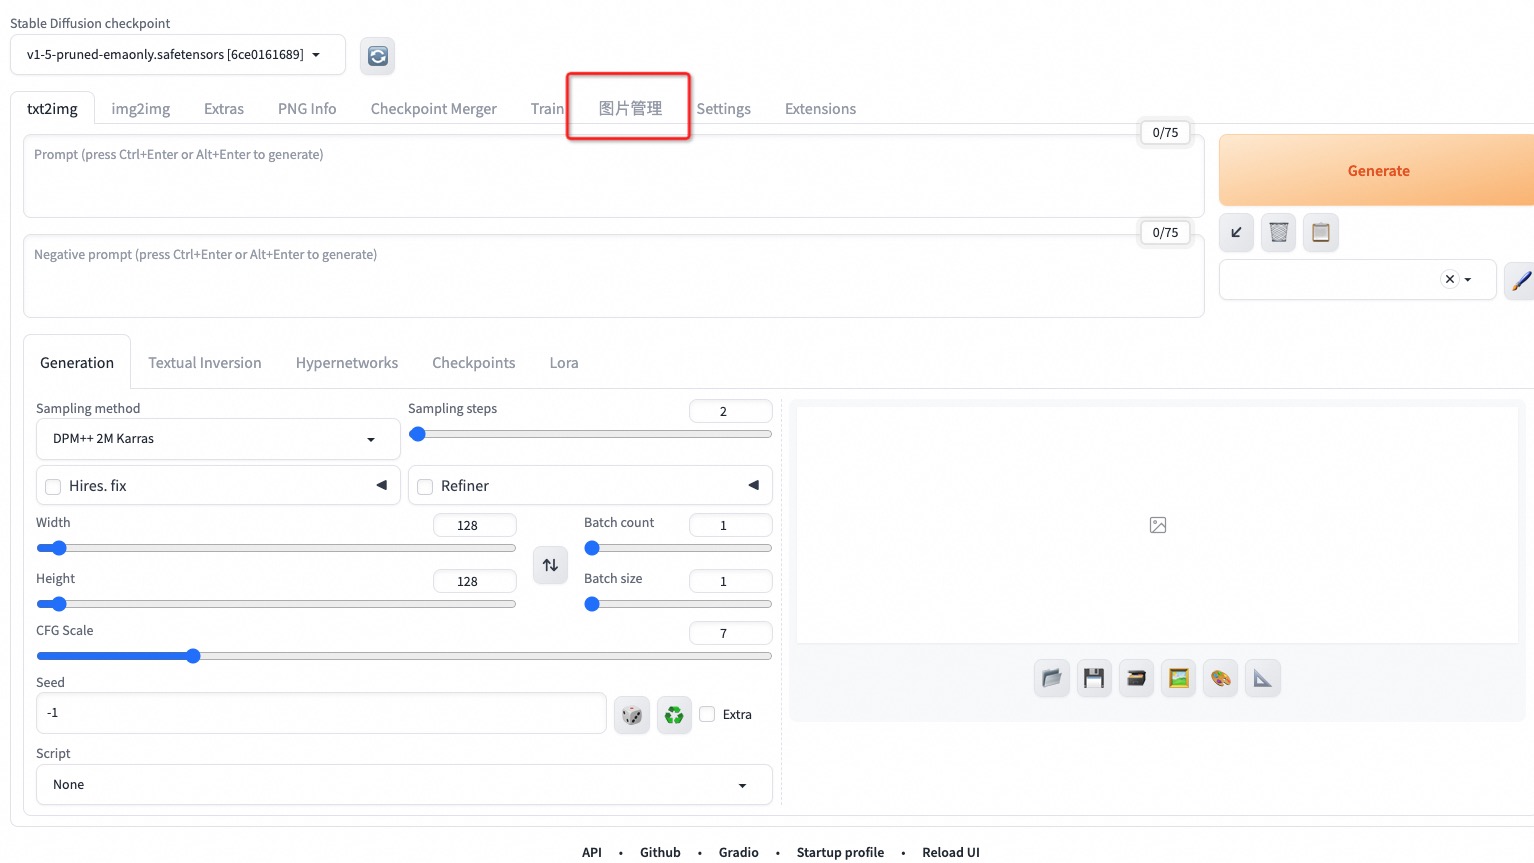 Stable Diffusion checkpoint
v1-5-pruned-emaonly.safetensors [6ce0161689]
txt2img img2img Extras PNG Info Checkpoint Merger Train 图片管理 Settings Extensions
0/75
Prompt (press Ctrl+Enter or Alt+Enter to generate)
Generate
0/75
Negative prompt (press Ctrl+Enter or Alt+Enter to generate)
Generation Textual Inversion Hypernetworks Checkpoints Lora
Sampling method Sampling steps 2
DPM++ 2M Karras
Hires. fix Refiner
Width 128 Batch count 1
Height 128 Batch size 1
CFG Scale 7
Seed
-1 Extra
Script
None
API • Github • Gradio • Startup profile • Reload UI